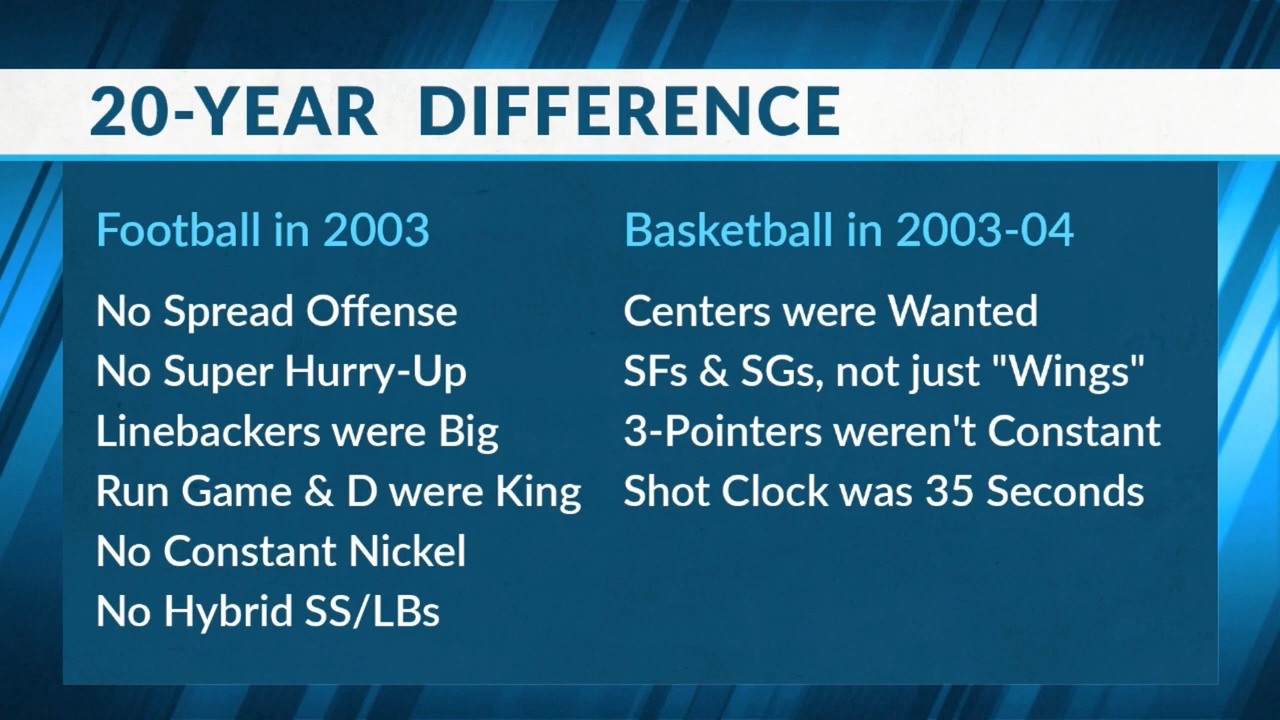 20-YEAR DIFFERENCE
Football in 2003
No Spread Offense
No Super Hurry-Up
Linebackers were Big
Run Game & D were King
No Constant Nickel
No Hybrid SS/LBs
Basketball in 2003-04
Centers were Wanted
SFs & SGs, not just "Wings"
3-Pointers weren't Constant
Shot Clock was 35 Seconds